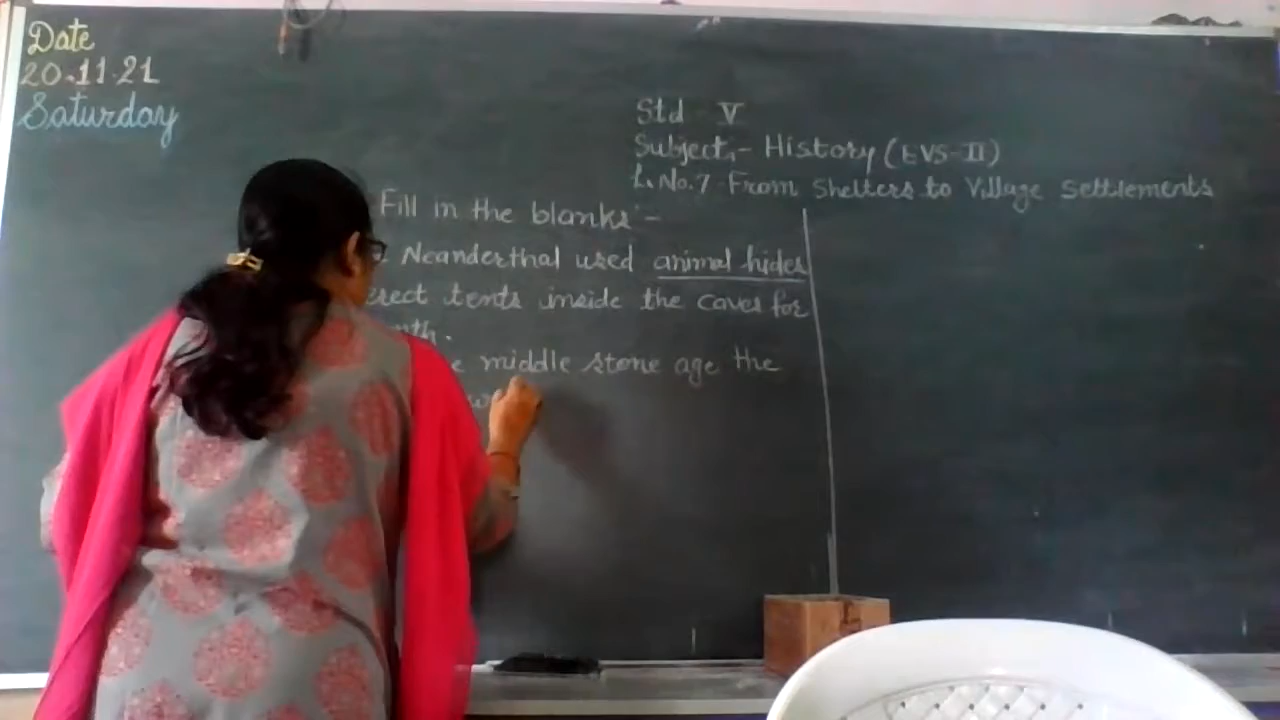 Date
20.11.21
Saturday
Std - V
Subject:- History (EVS-II)
L.No.7 From Shelters to Village Settlements
Fill in the blanks:-
Neanderthal used animal hides
erect tents inside the caves for
middle stone age the